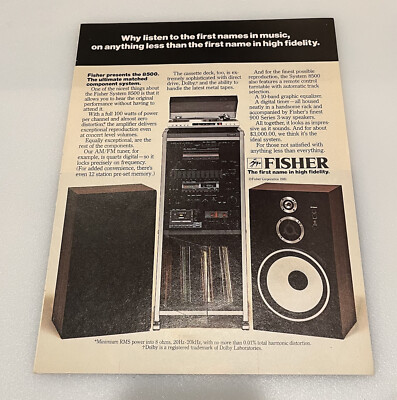 Why listen to the first names in music,
on anything less than the first name in high fidelity.
Fisher presents the 8500.
The ultimate matched
component system.
One of the nicest things about
the Fisher System 8500 is that it
allows you to hear the original
performance without having to
attend it.
With a full 100 watts of power
per channel and almost zero
distortion,* the amplifier delivers
exceptional reproduction even
at concert level volumes.
Equally exceptional, are the
rest of the components.
Our AM/FM tuner, for
example, is quartz digital—so it
locks precisely on frequency.
(For added convenience, there's
even 12 station pre-set memory.)
The cassette deck, too, is ex-
tremely sophisticated with direct
drive, Dolby† and the ability to
handle the latest metal tapes.
And for the finest possible
reproduction, the System 8500
also features a remote control
turntable with automatic track
selection.
A 10-band graphic equalizer.
A digital timer—all housed
neatly in a handsome rack and
accompanied by Fisher's finest
900 Series 3-way speakers.
All together, it looks as impres-
sive as it sounds. And for about
$3,000.00, we think it's the
ideal system.
For those not satisfied with
anything less than everything.
FISHER
The first name in high fidelity.
© Fisher Corporation
*Minimum RMS power into 8 ohms, 20Hz-20kHz, with no more than 0.01% total harmonic distortion.
†Dolby is a registered trademark of Dolby Laboratories.